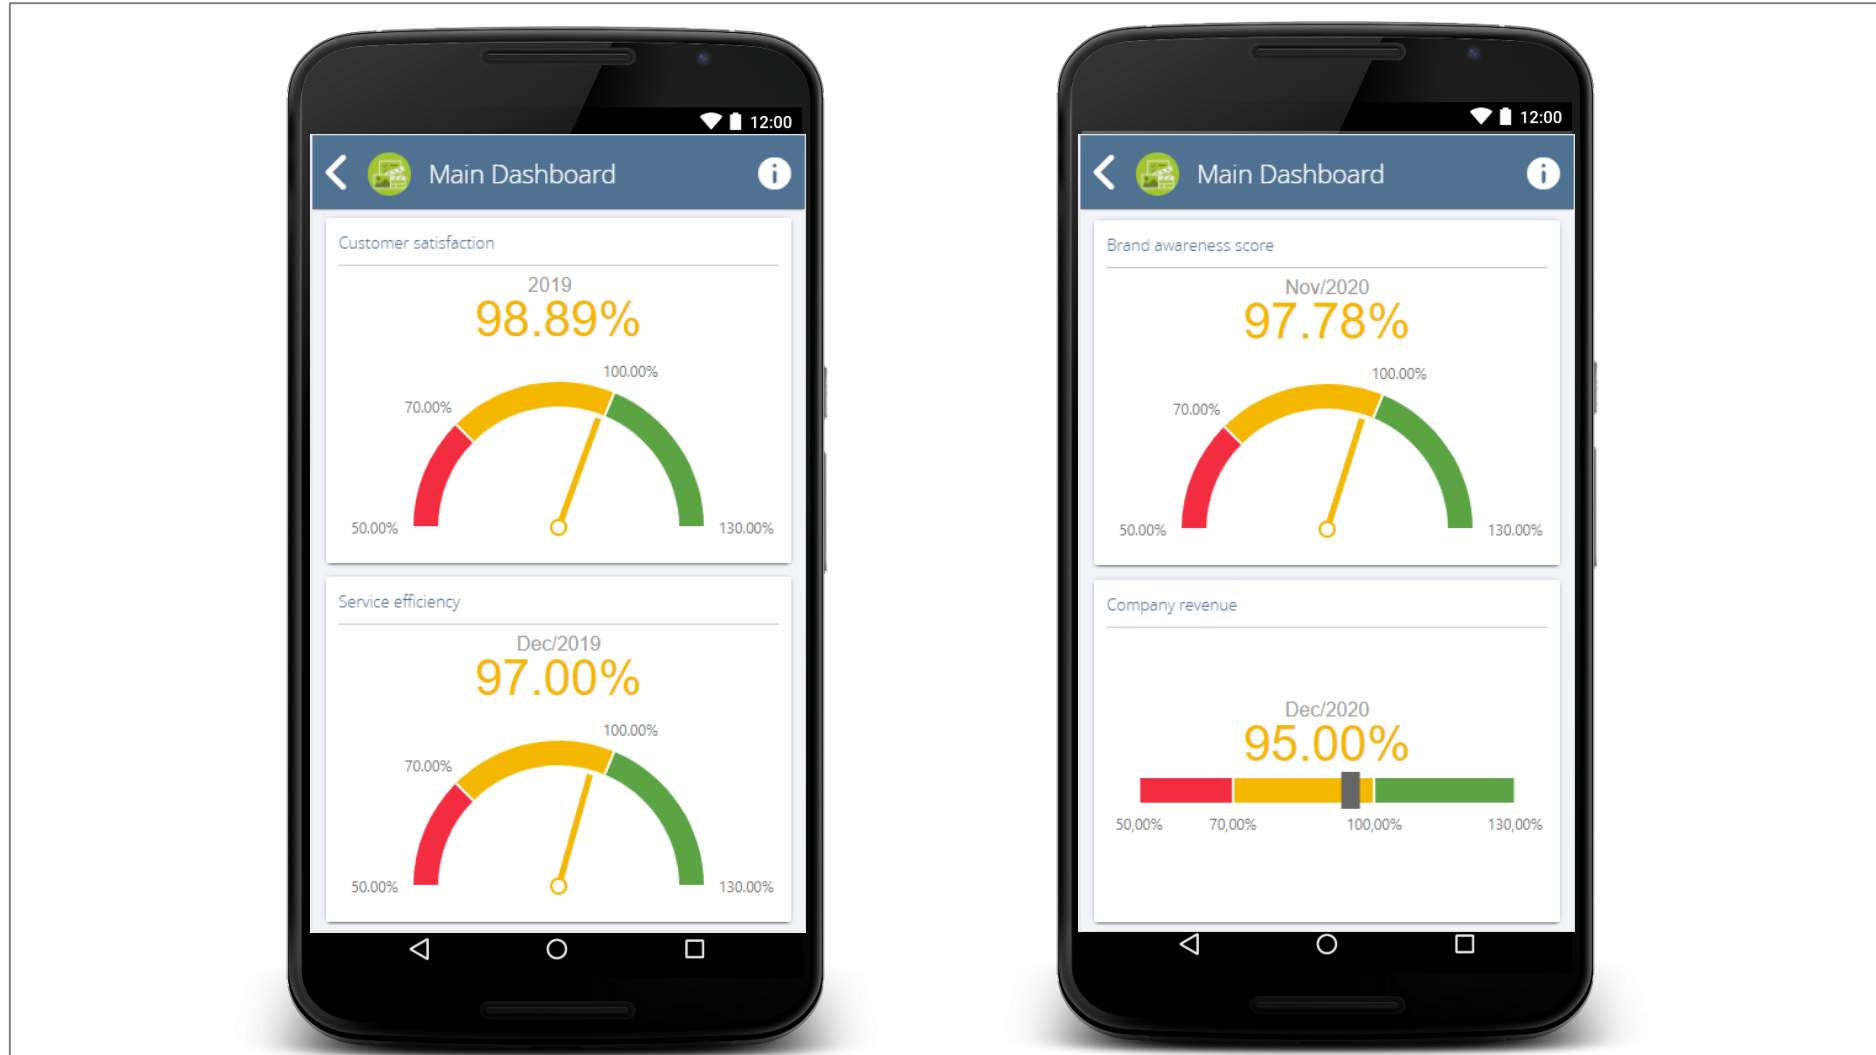 12:00
Main Dashboard
Customer satisfaction
2019
98.89%
100.00%
70.00%
50.00%
130.00%
Service efficiency
Dec/2019
97.00%
100.00%
70.00%
50.00%
130.00%
12:00
Main Dashboard
Brand awareness score
Nov/2020
97.78%
100.00%
70.00%
50.00%
130.00%
Company revenue
Dec/2020
95.00%
50,00% 70,00% 100,00% 130,00%